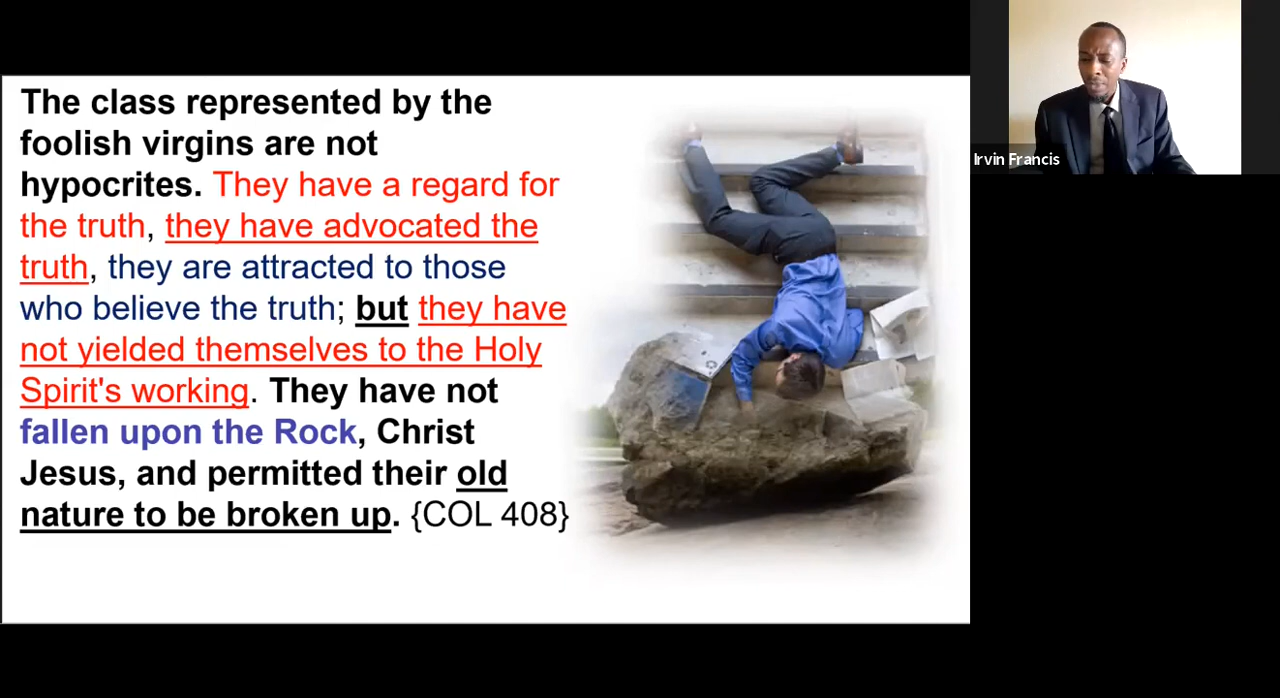 The class represented by the
foolish virgins are not
hypocrites. They have a regard for
the truth, they have advocated the
truth, they are attracted to those
who believe the truth; but they have
not yielded themselves to the Holy
Spirit's working. They have not
fallen upon the Rock, Christ
Jesus, and permitted their old
nature to be broken up. {COL 408}
Irvin Francis